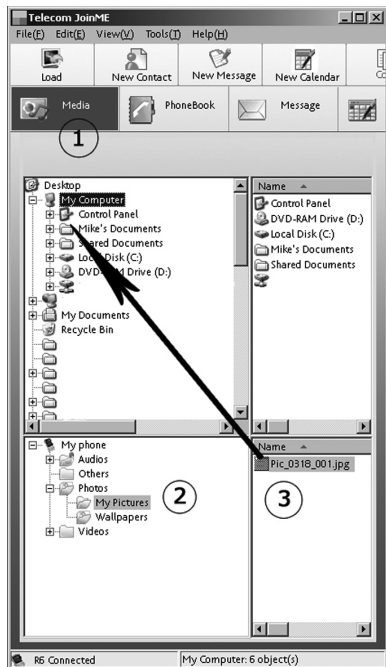 Telecom JoinME
File(F) Edit(E) View(V) Tools(T) Help(H)
Load New Contact New Message New Calendar
Media PhoneBook Message
1
Desktop
My Computer
Control Panel
Mike's Documents
Shared Documents
Local Disk (C:)
DVD-RAM Drive (D:)
My Documents
Recycle Bin
Name
Control Panel
DVD-RAM Drive (D:)
Local Disk (C:)
Mike's Documents
Shared Documents
My phone
Audios
Others
Photos
My Pictures
Wallpapers
Videos
2
Name
Pic_0318_001.jpg
3
R6 Connected My Computer: 6 object(s)